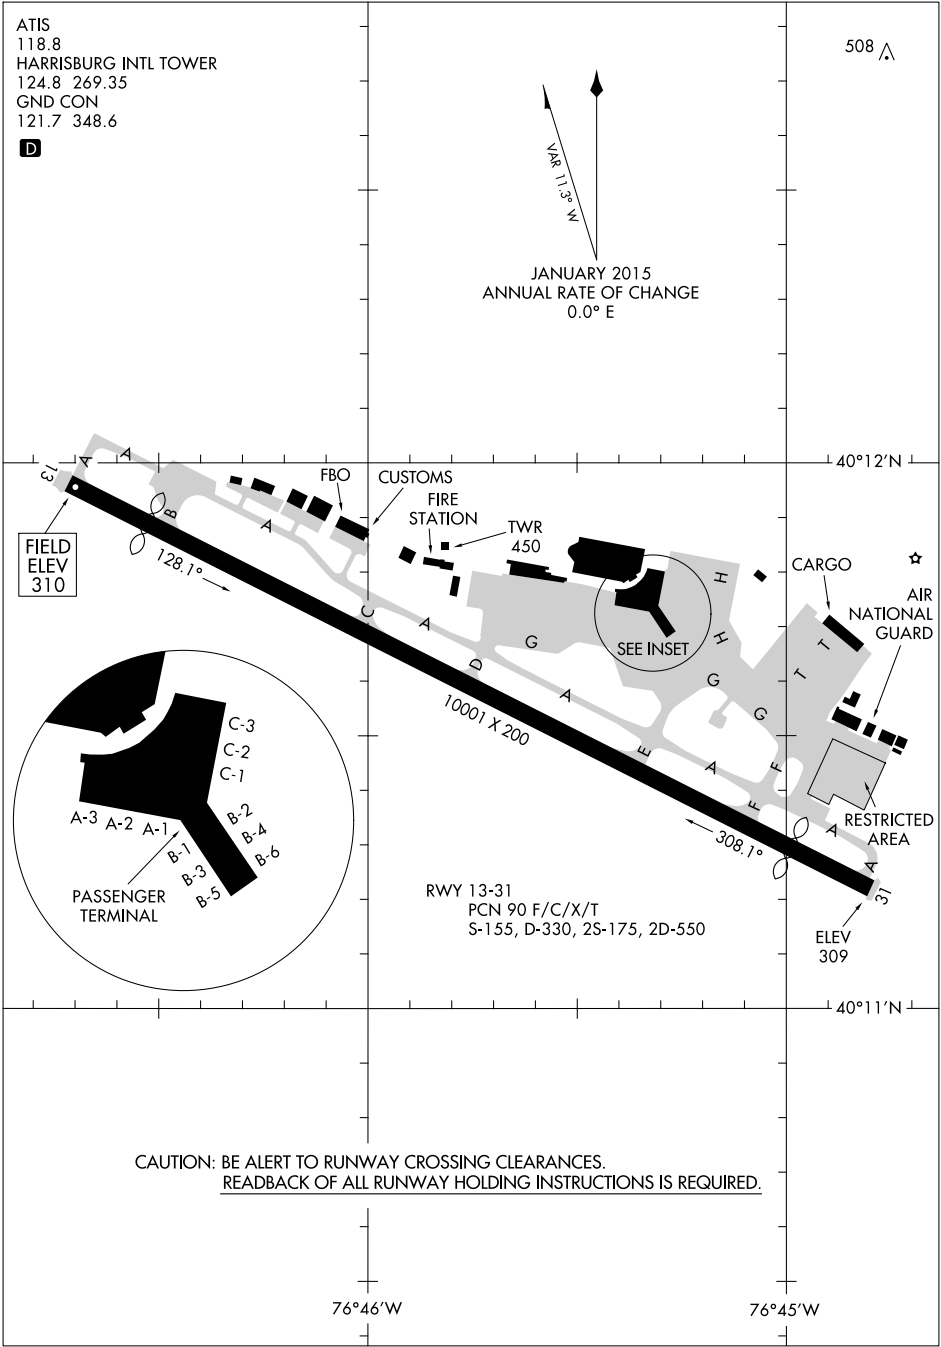 ATIS
118.8
HARRISBURG INTL TOWER
124.8 269.35
GND CON
121.7 348.6
D
508
VAR 11.3° W
JANUARY 2015
ANNUAL RATE OF CHANGE
0.0° E
40°12'N
13
A
A
FBO
CUSTOMS
FIRE
STATION
TWR
450
FIELD
ELEV
310
B
A
128.1°
C
A
G
D
A
10001 X 200
SEE INSET
H
H
G
G
T
T
CARGO
AIR
NATIONAL
GUARD
E
A
F
F
A
A
308.1°
RESTRICTED
AREA
31
ELEV
309
C-3
C-2
C-1
A-3
A-2
A-1
B-2
B-4
B-6
B-1
B-3
B-5
PASSENGER
TERMINAL
RWY 13-31
PCN 90 F/C/X/T
S-155, D-330, 2S-175, 2D-550
40°11'N
CAUTION: BE ALERT TO RUNWAY CROSSING CLEARANCES.
READBACK OF ALL RUNWAY HOLDING INSTRUCTIONS IS REQUIRED.
76°46'W
76°45'W